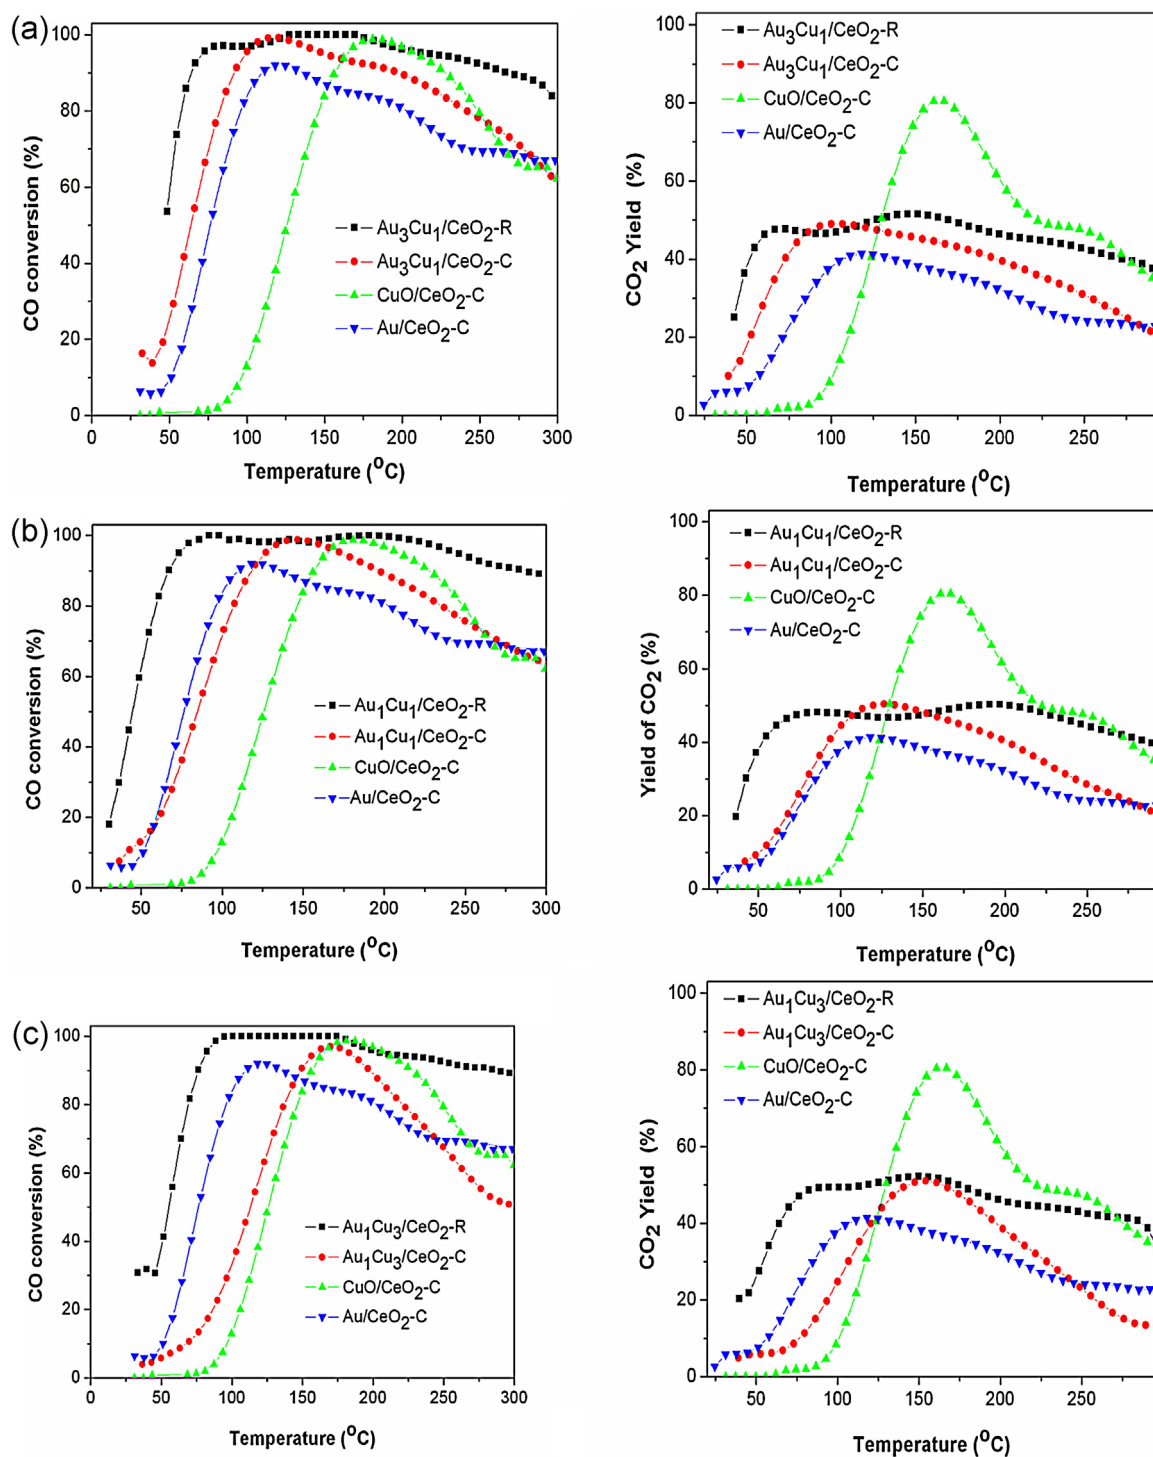 (a)
100
80
60
40
20
0
CO conversion (%)
Au3Cu1/CeO2-R
Au3Cu1/CeO2-C
CuO/CeO2-C
Au/CeO2-C
0 50 100 150 200 250 300
Temperature (oC)
100
80
60
40
20
0
CO2 Yield (%)
Au3Cu1/CeO2-R
Au3Cu1/CeO2-C
CuO/CeO2-C
Au/CeO2-C
50 100 150 200 250
Temperature (oC)
(b)
100
80
60
40
20
0
CO conversion (%)
Au1Cu1/CeO2-R
Au1Cu1/CeO2-C
CuO/CeO2-C
Au/CeO2-C
50 100 150 200 250 300
Temperature (oC)
100
80
60
40
20
0
Yield of CO2 (%)
Au1Cu1/CeO2-R
Au1Cu1/CeO2-C
CuO/CeO2-C
Au/CeO2-C
50 100 150 200 250
Temperature (oC)
(c)
100
80
60
40
20
0
CO conversion (%)
Au1Cu3/CeO2-R
Au1Cu3/CeO2-C
CuO/CeO2-C
Au/CeO2-C
0 50 100 150 200 250 300
Temperature (oC)
100
80
60
40
20
0
CO2 Yield (%)
Au1Cu3/CeO2-R
Au1Cu3/CeO2-C
CuO/CeO2-C
Au/CeO2-C
50 100 150 200 250
Temperature (oC)